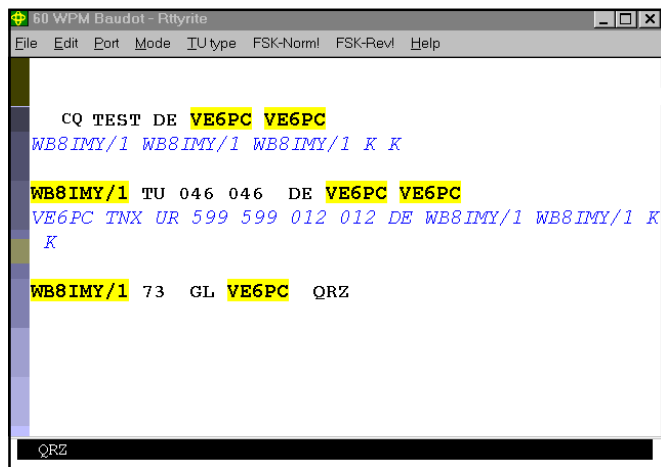 60 WPM Baudot - Rttyrite
File Edit Port Mode TU type FSK-Norm! FSK-Rev! Help
CQ TEST DE VE6PC VE6PC
WB8IMY/1 WB8IMY/1 WB8IMY/1 K K
WB8IMY/1 TU 046 046 DE VE6PC VE6PC
VE6PC TNX UR 599 599 012 012 DE WB8IMY/1 WB8IMY/1 K
K
WB8IMY/1 73 GL VE6PC QRZ
QRZ